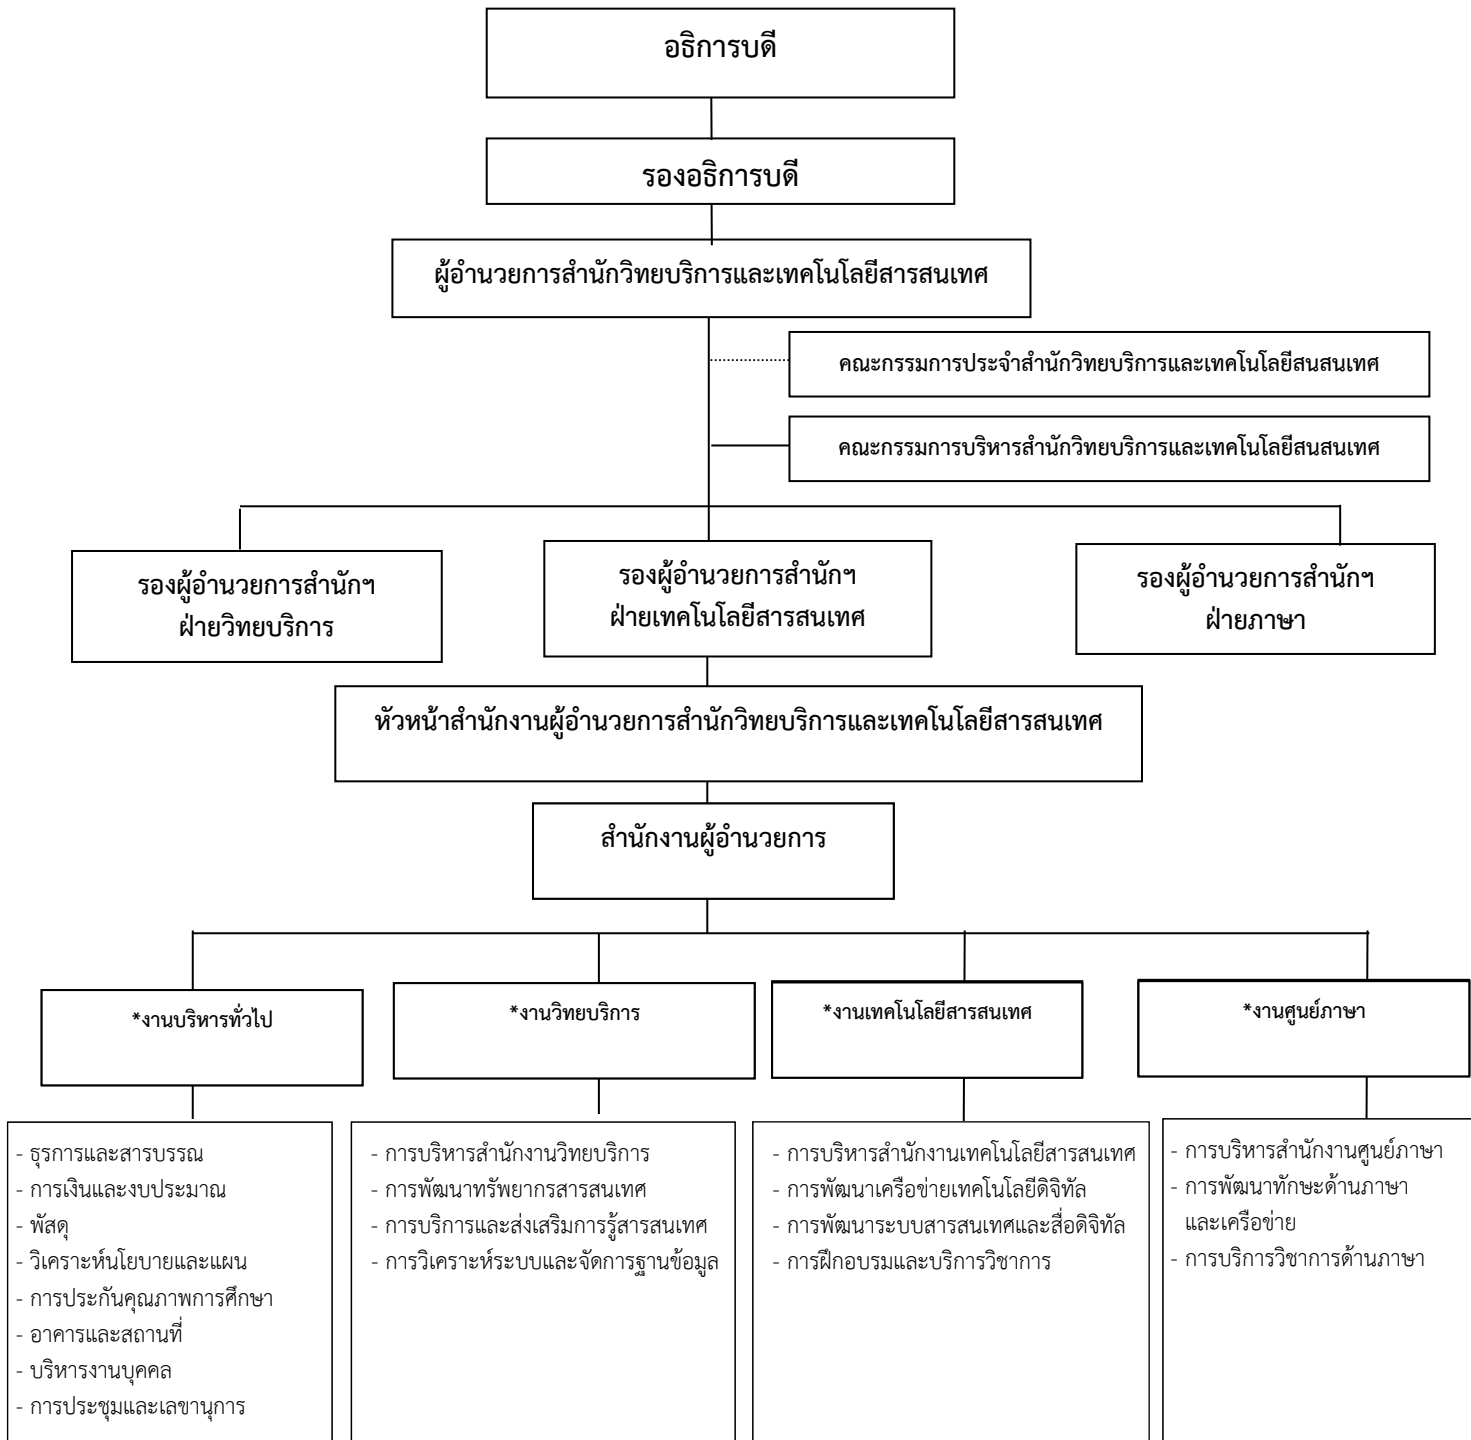 อธิการบดี
รองอธิการบดี
ผู้อำนวยการสำนักวิทยบริการและเทคโนโลยีสารสนเทศ
คณะกรรมการประจำสำนักวิทยบริการและเทคโนโลยีสนสนเทศ
คณะกรรมการบริหารสำนักวิทยบริการและเทคโนโลยีสนสนเทศ
รองผู้อำนวยการสำนักฯ
ฝ่ายวิทยบริการ
รองผู้อำนวยการสำนักฯ
ฝ่ายเทคโนโลยีสารสนเทศ
รองผู้อำนวยการสำนักฯ
ฝ่ายภาษา
หัวหน้าสำนักงานผู้อำนวยการสำนักวิทยบริการและเทคโนโลยีสารสนเทศ
สำนักงานผู้อำนวยการ
*งานบริหารทั่วไป
*งานวิทยบริการ
*งานเทคโนโลยีสารสนเทศ
*งานศูนย์ภาษา
- ธุรการและสารบรรณ
- การเงินและงบประมาณ
- พัสดุ
- วิเคราะห์นโยบายและแผน
- การประกันคุณภาพการศึกษา
- อาคารและสถานที่
- บริหารงานบุคคล
- การประชุมและเลขานุการ
- การบริหารสำนักงานวิทยบริการ
- การพัฒนาทรัพยากรสารสนเทศ
- การบริการและส่งเสริมการรู้สารสนเทศ
- การวิเคราะห์ระบบและจัดการฐานข้อมูล
- การบริหารสำนักงานเทคโนโลยีสารสนเทศ
- การพัฒนาเครือข่ายเทคโนโลยีดิจิทัล
- การพัฒนาระบบสารสนเทศและสื่อดิจิทัล
- การฝึกอบรมและบริการวิชาการ
- การบริหารสำนักงานศูนย์ภาษา
- การพัฒนาทักษะด้านภาษา
และเครือข่าย
- การบริการวิชาการด้านภาษา